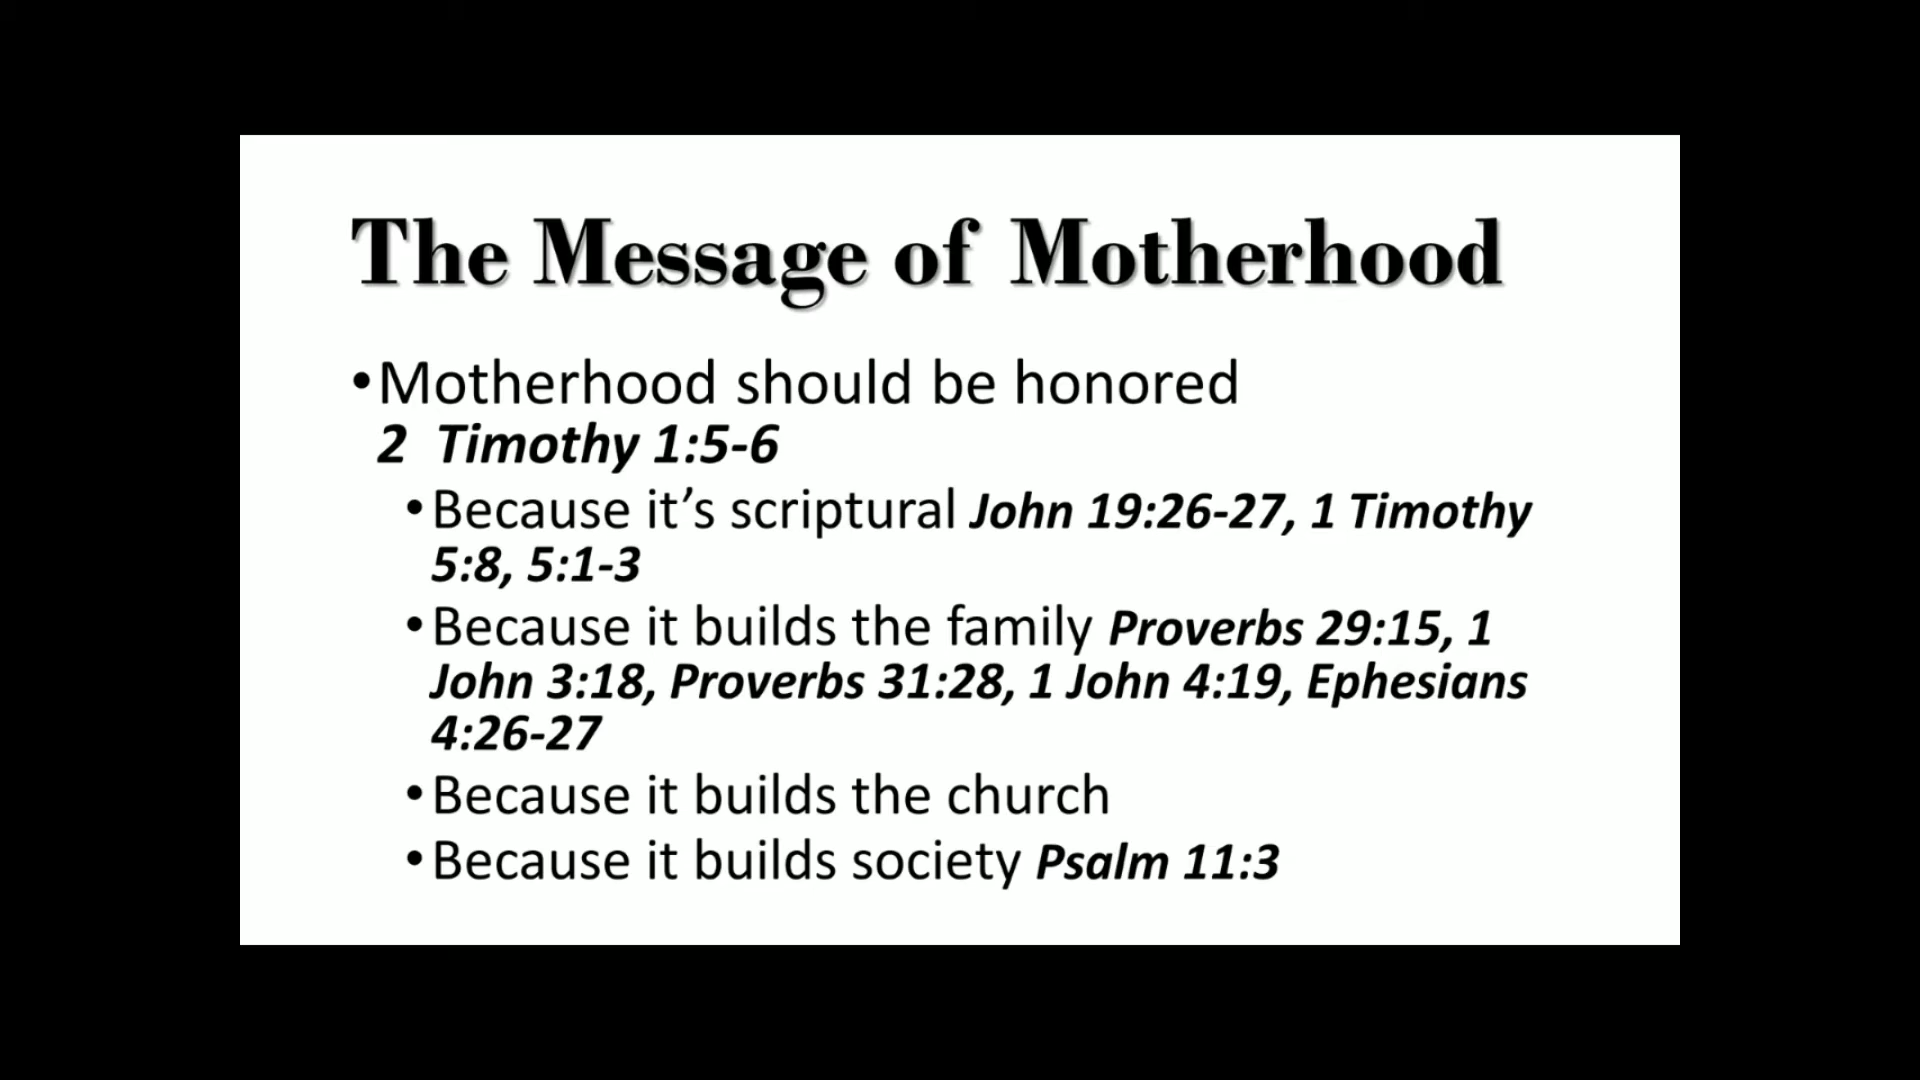 The Message of Motherhood
•Motherhood should be honored
2 Timothy 1:5-6
•Because it’s scriptural John 19:26-27, 1 Timothy
5:8, 5:1-3
•Because it builds the family Proverbs 29:15, 1
John 3:18, Proverbs 31:28, 1 John 4:19, Ephesians
4:26-27
•Because it builds the church
•Because it builds society Psalm 11:3